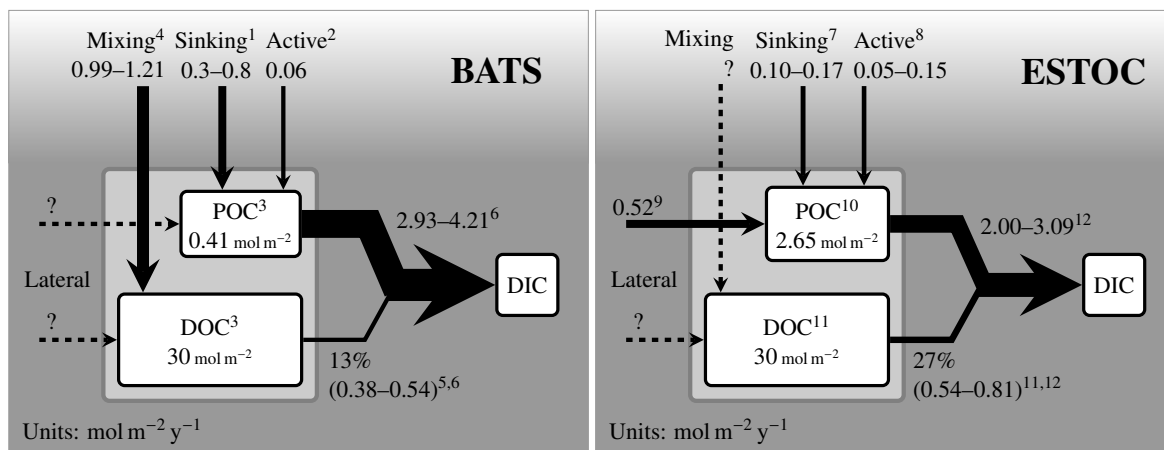 Mixing⁴ Sinking¹ Active²
0.99–1.21 0.3–0.8 0.06
BATS
?
POC³
0.41 mol m⁻²
2.93–4.21⁶
Lateral
DIC
?
DOC³
30 mol m⁻²
13%
(0.38–0.54)⁵,⁶
Units: mol m⁻² y⁻¹
Mixing Sinking⁷ Active⁸
? 0.10–0.17 0.05–0.15
ESTOC
0.52⁹
POC¹⁰
2.65 mol m⁻²
2.00–3.09¹²
Lateral
DIC
?
DOC¹¹
30 mol m⁻²
27%
(0.54–0.81)¹¹,¹²
Units: mol m⁻² y⁻¹